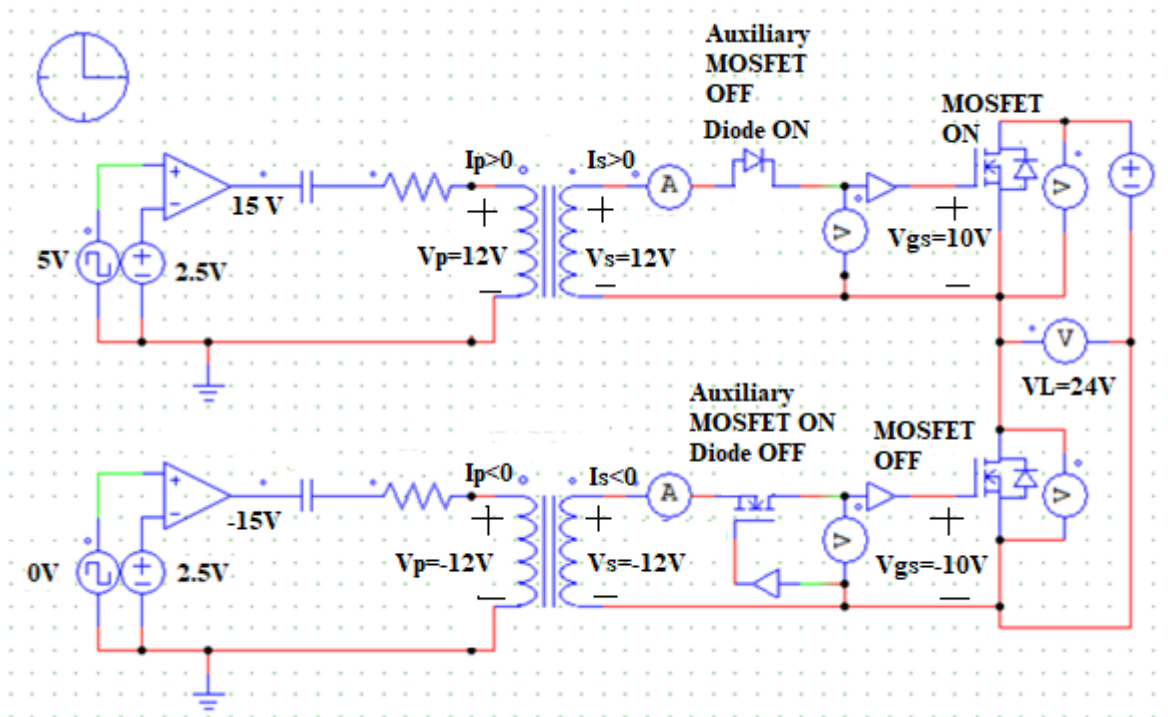 Auxiliary
MOSFET
OFF
Diode ON
MOSFET
ON
Ip>0
Is>0
A
15 V
5V
2.5V
Vp=12V
Vs=12V
V
Vgs=10V
V
V
VL=24V
Auxiliary
MOSFET ON
Diode OFF
MOSFET
OFF
Ip<0
Is<0
A
-15V
0V
2.5V
Vp=-12V
Vs=-12V
V
Vgs=-10V
V